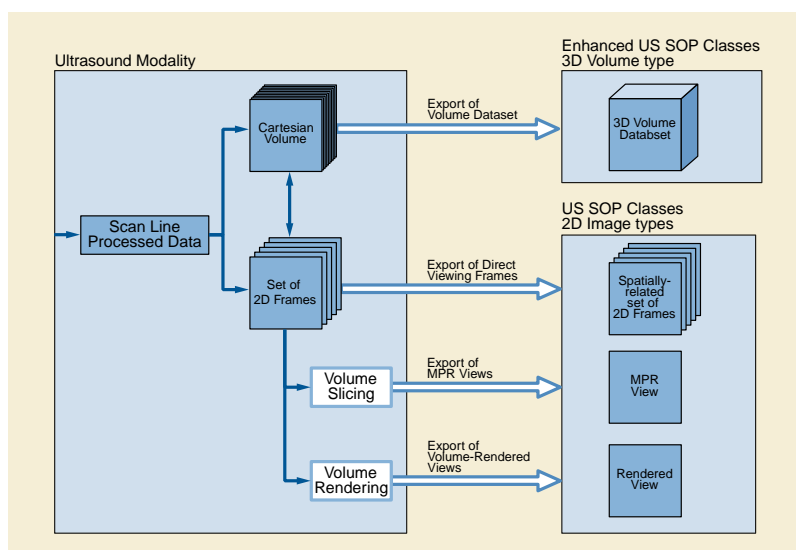 Ultrasound Modality
Enhanced US SOP Classes
3D Volume type
Cartesian
Volume
Export of
Volume Dataset
3D Volume
Databset
Scan Line
Processed Data
US SOP Classes
2D Image types
Set of
2D Frames
Export of Direct
Viewing Frames
Spatially-
related
set of
2D Frames
Volume
Slicing
Export of
MPR Views
MPR
View
Volume
Rendering
Export of
Volume-Rendered
Views
Rendered
View